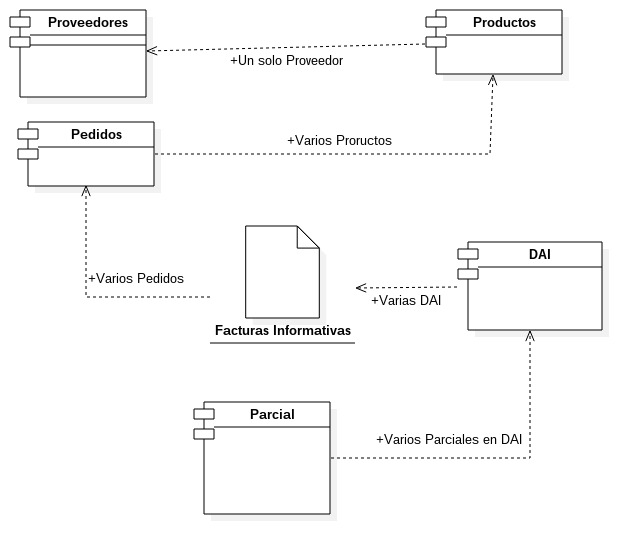 Proveedores
Productos
+Un solo Proveedor
Pedidos
+Varios Proructos
+Varios Pedidos
DAI
+Varias DAI
Facturas Informativas
Parcial
+Varios Parciales en DAI